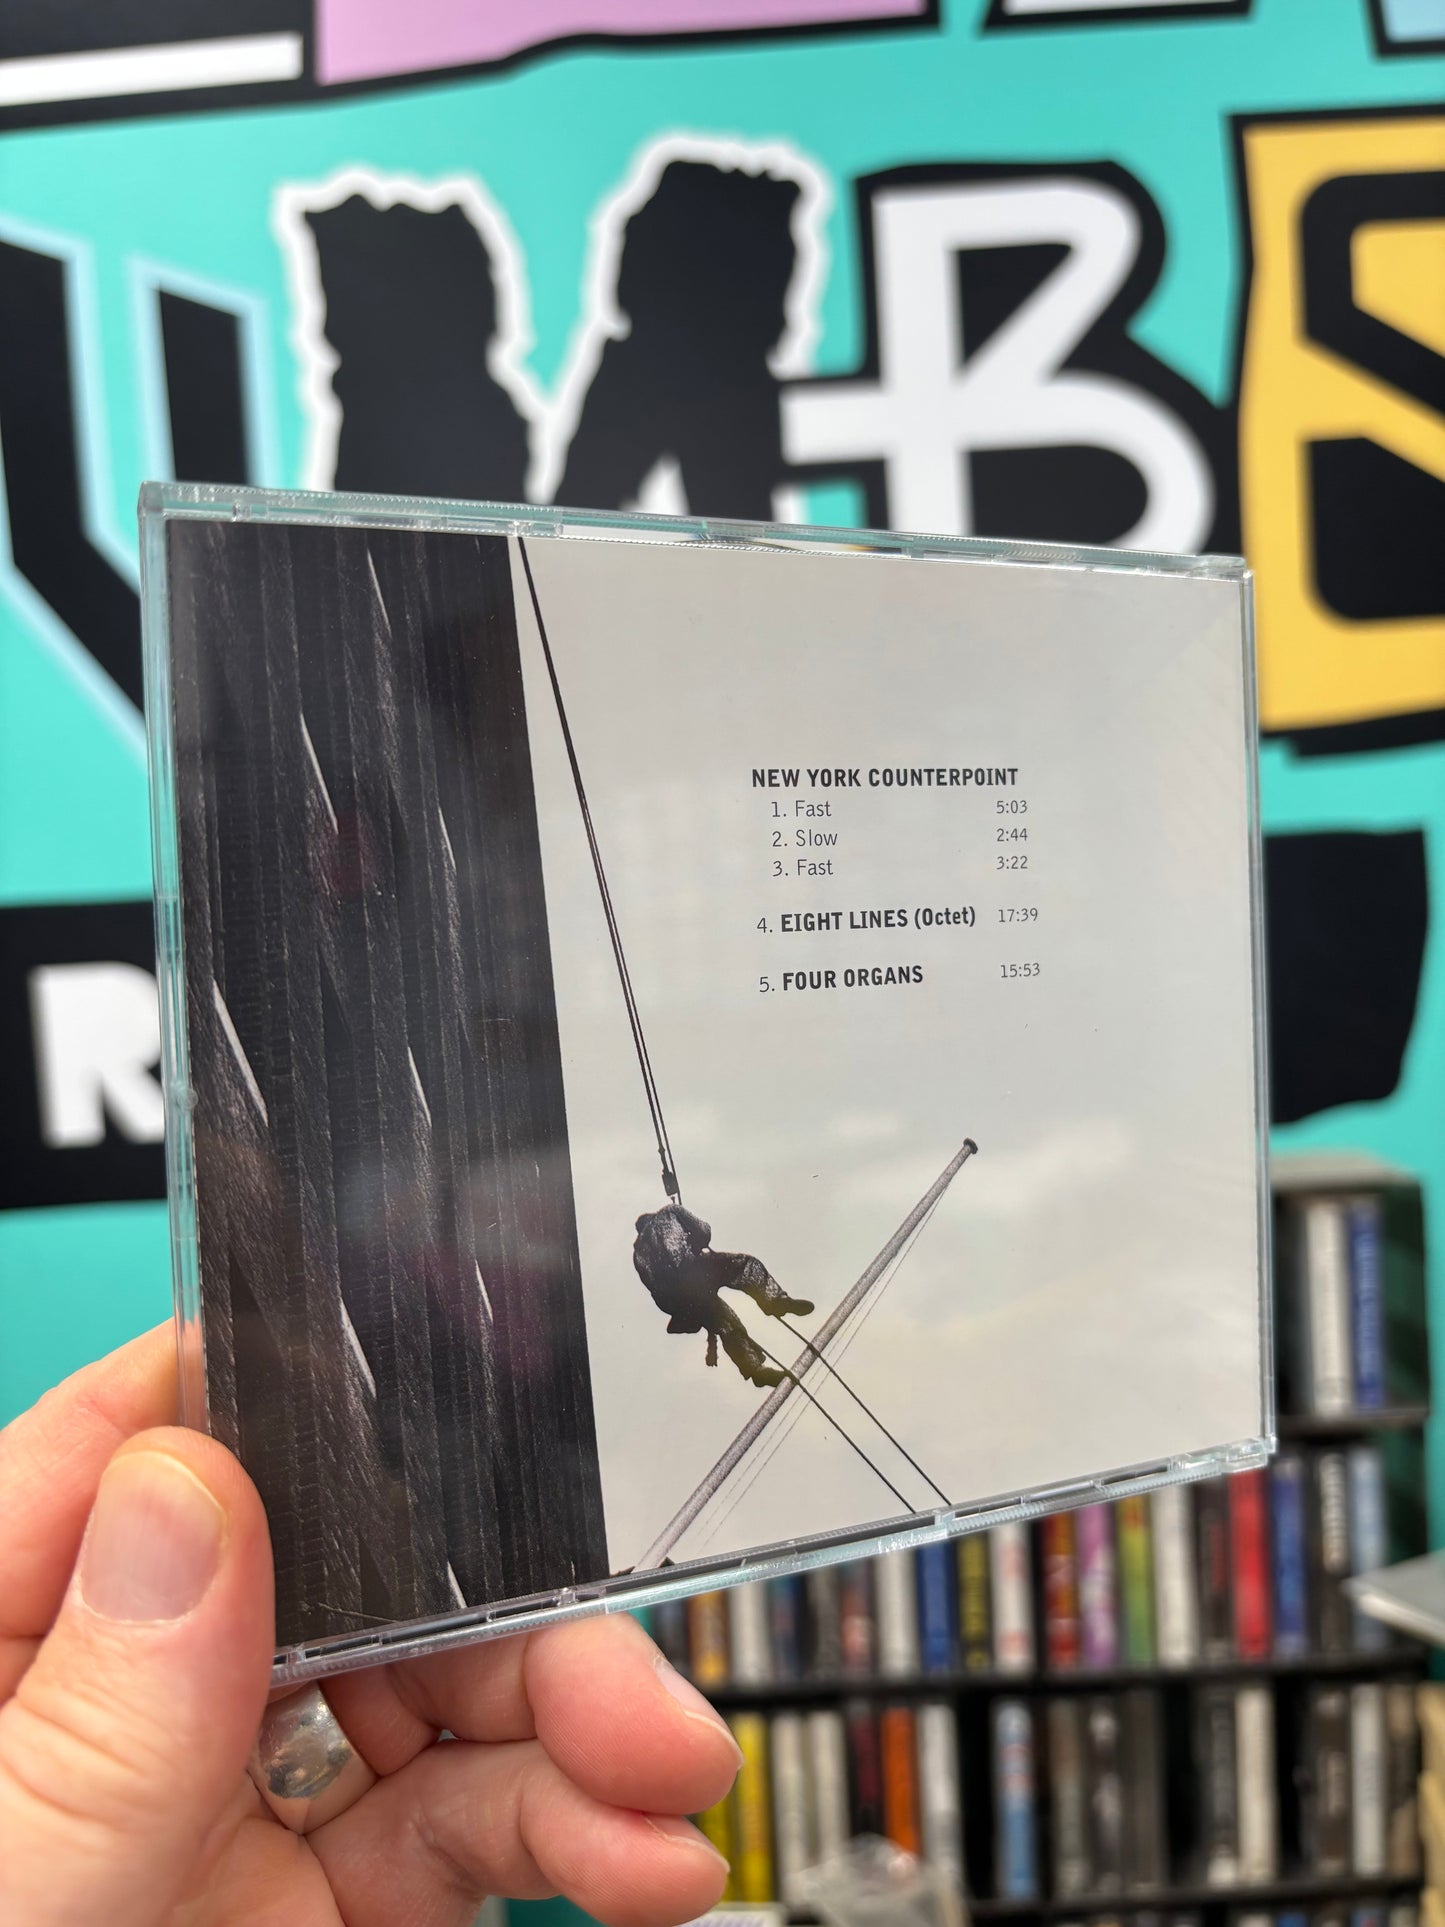 MBS
R
NEW YORK COUNTERPOINT
1. Fast 5:03
2. Slow 2:44
3. Fast 3:22
4. EIGHT LINES (Octet) 17:39
5. FOUR ORGANS 15:53